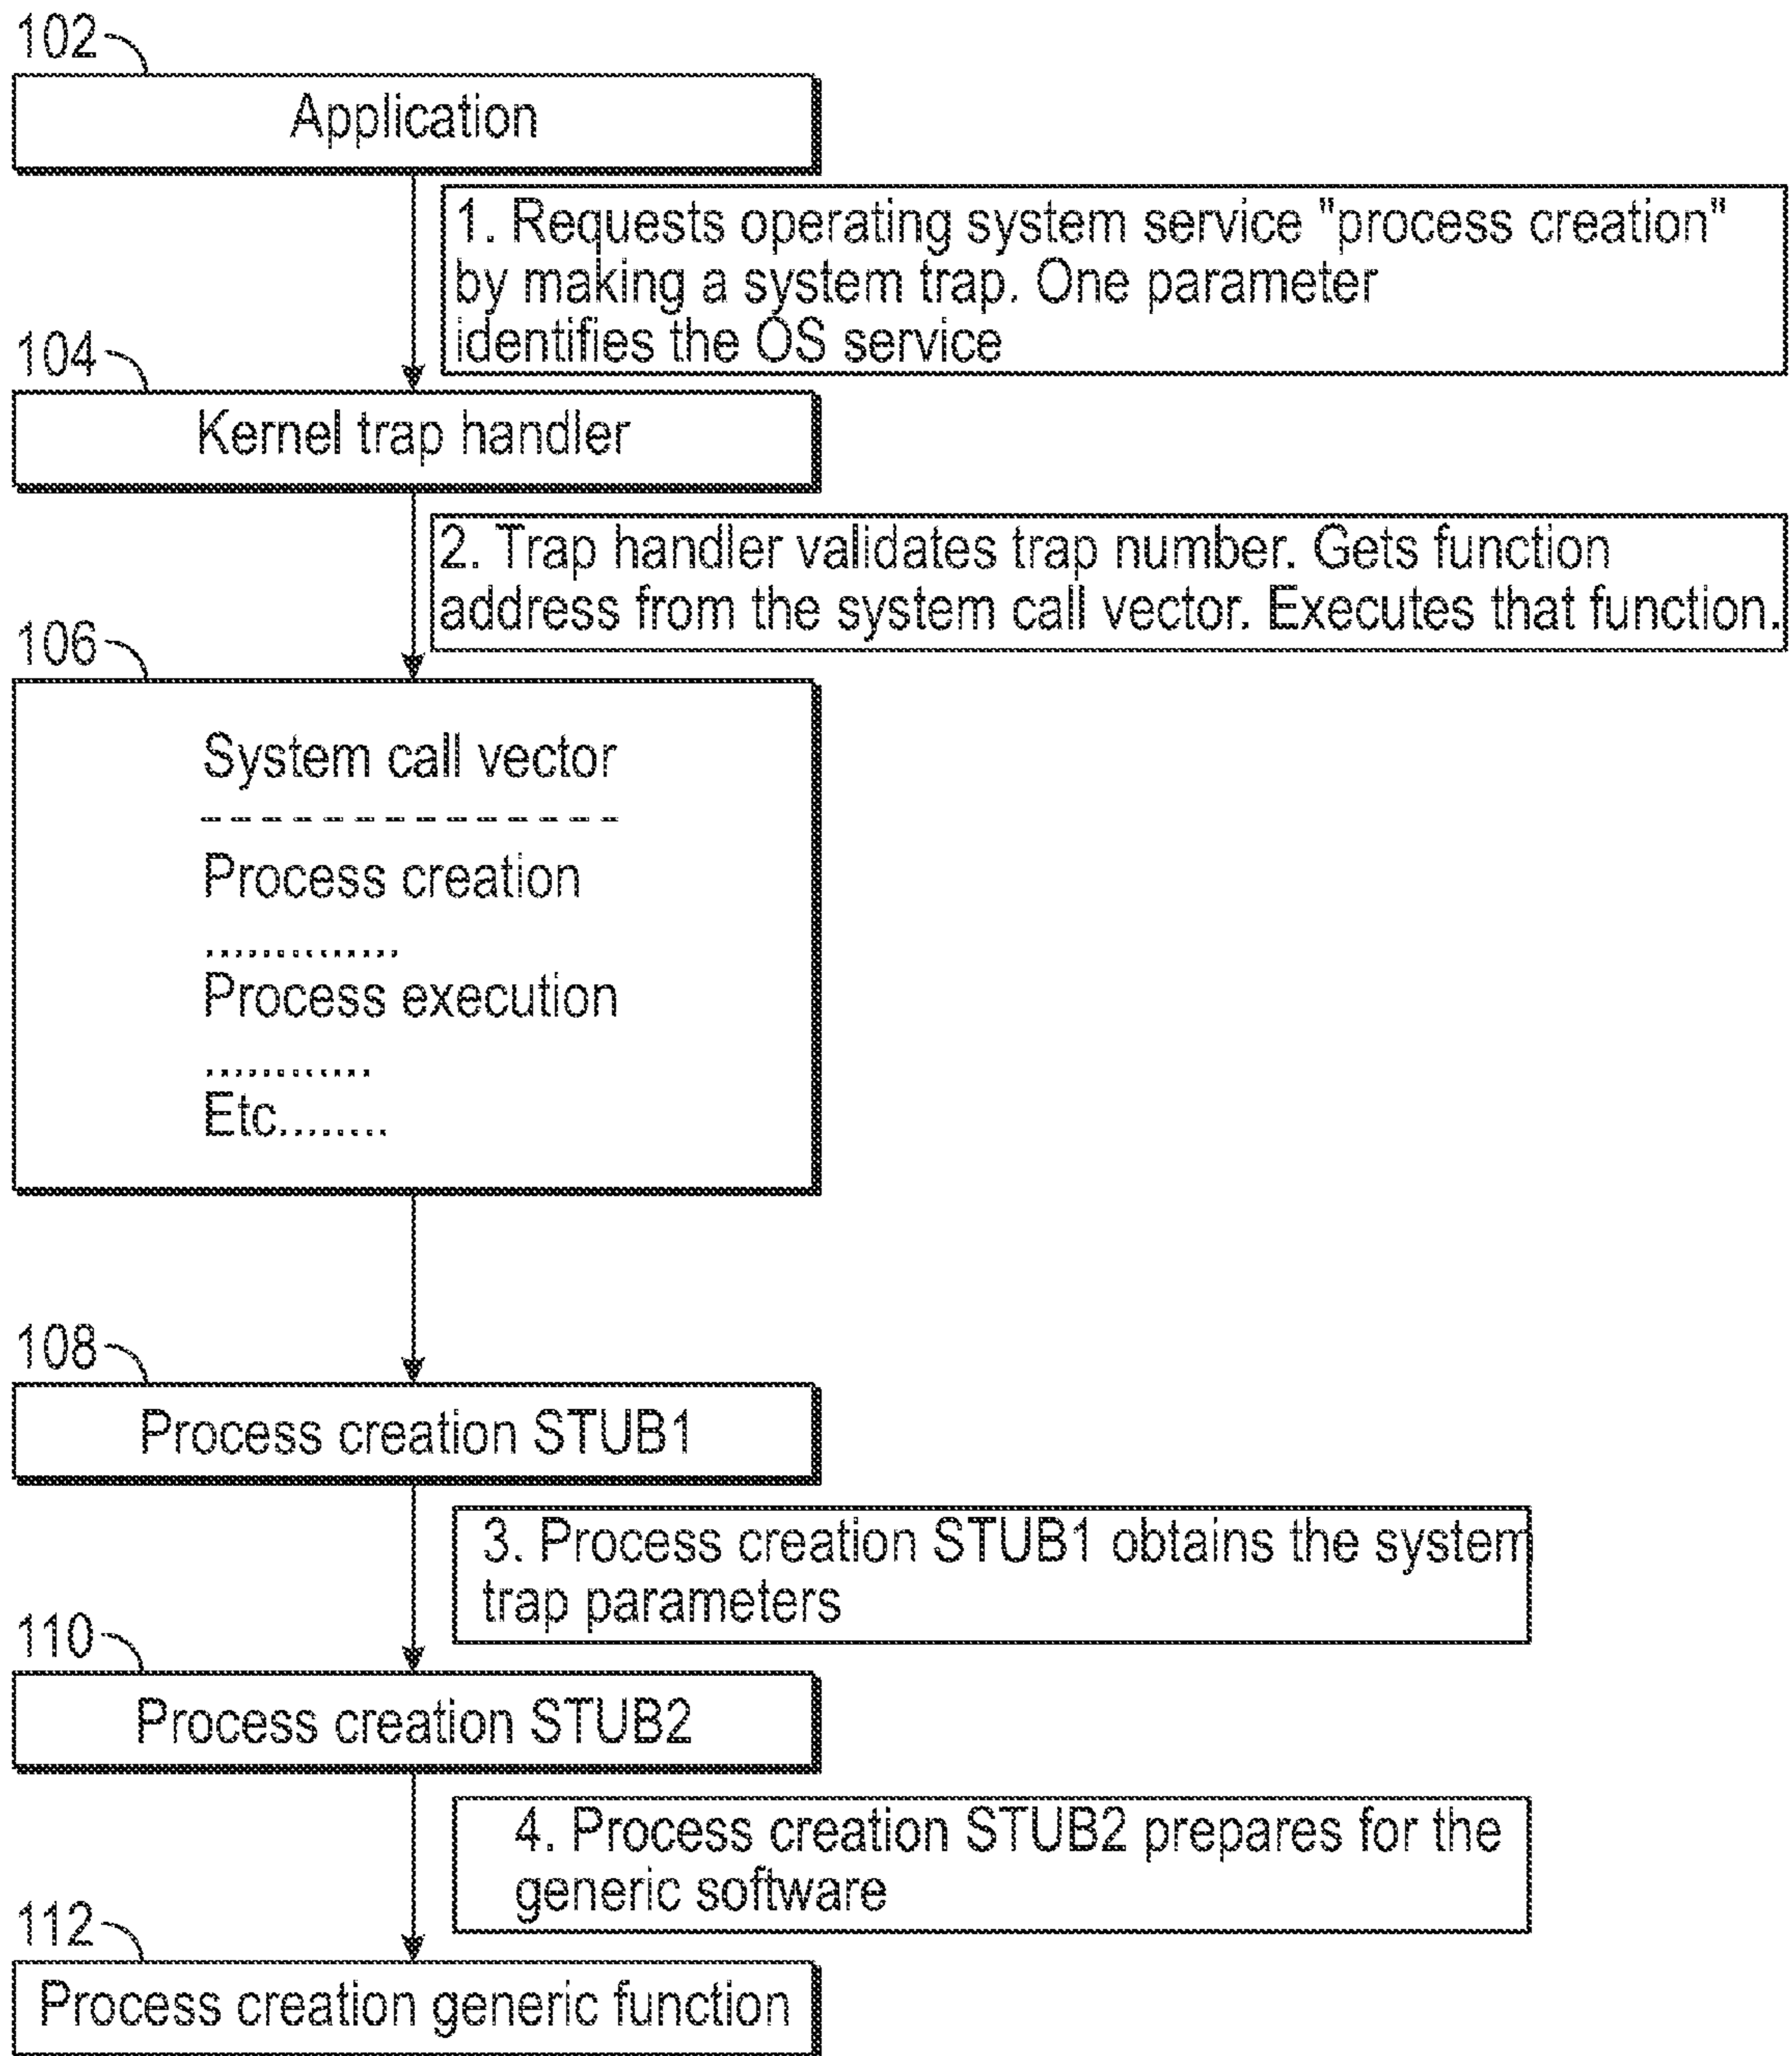 102
Application
1. Requests operating system service "process creation"
by making a system trap. One parameter
identifies the OS service
104
Kernel trap handler
2. Trap handler validates trap number. Gets function
address from the system call vector. Executes that function.
106
System call vector
--------------
Process creation
..............
Process execution
............
Etc........
108
Process creation STUB1
3. Process creation STUB1 obtains the system
trap parameters
110
Process creation STUB2
4. Process creation STUB2 prepares for the
generic software
112
Process creation generic function